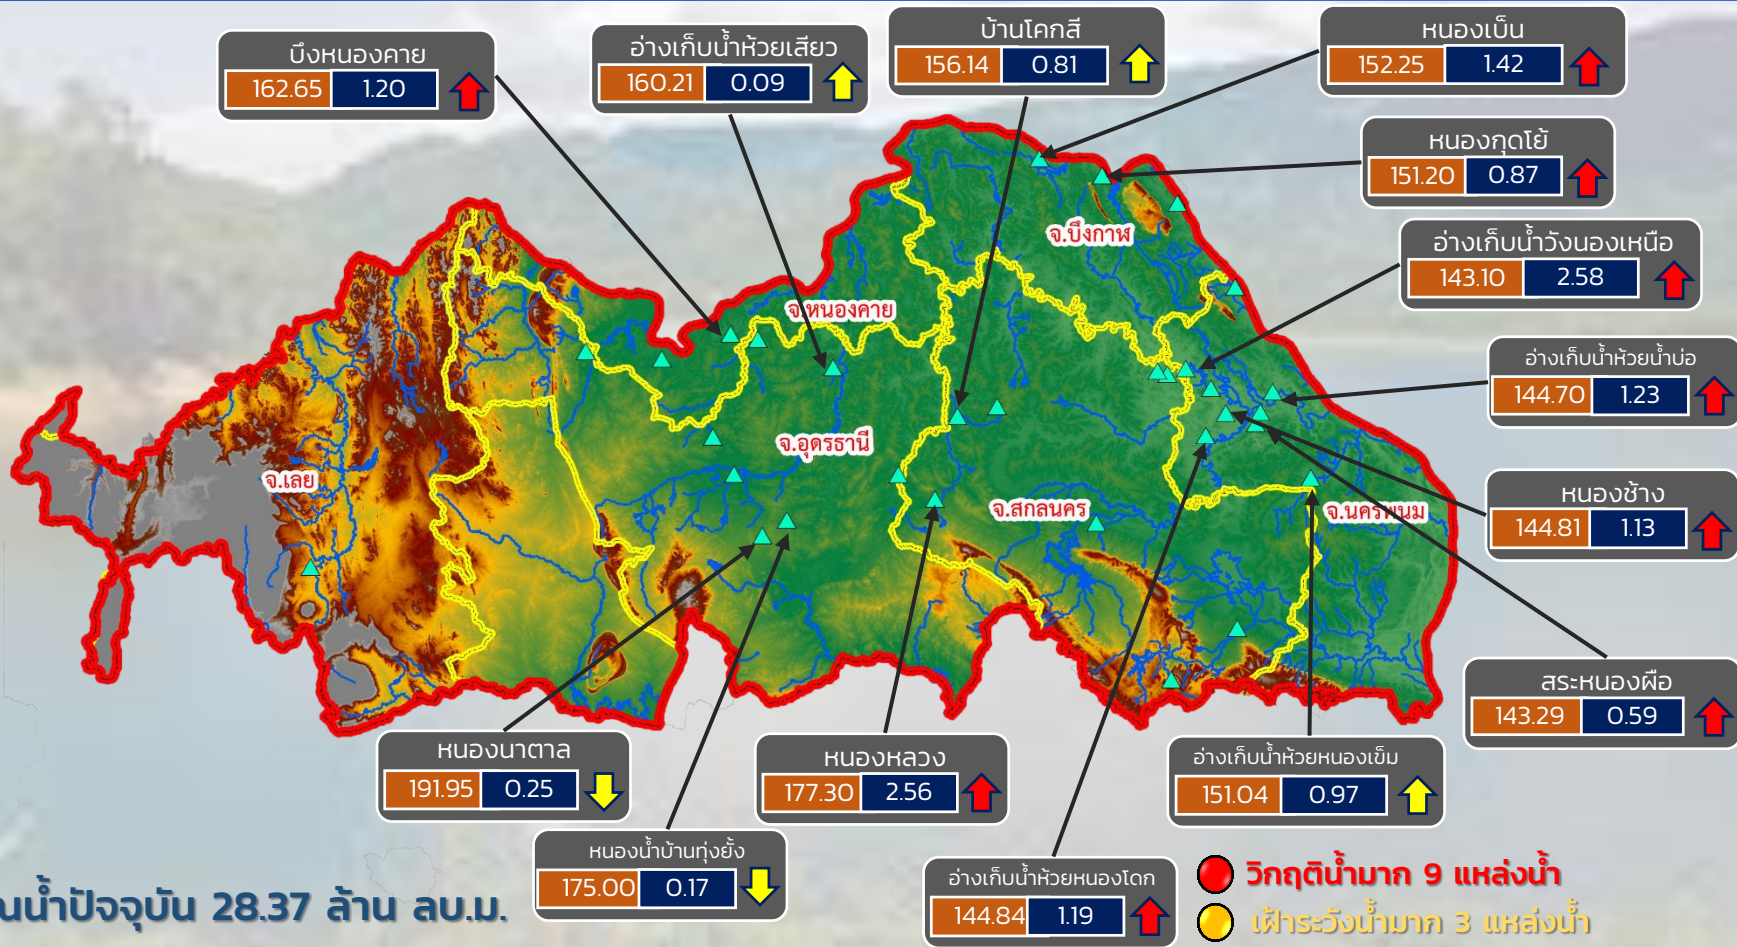 บึงหนองคาย
162.65 1.20
อ่างเก็บน้ำห้วยเสียว
160.21 0.09
บ้านโคกสี
156.14 0.81
หนองเบ็น
152.25 1.42
หนองกุดโย้
151.20 0.87
อ่างเก็บน้ำวังนองเหนือ
143.10 2.58
อ่างเก็บน้ำห้วยน้ำบ่อ
144.70 1.23
หนองช้าง
144.81 1.13
สระหนองผือ
143.29 0.59
จ.บึงกาฬ
จ.หนองคาย
จ.อุดรธานี
จ.เลย
จ.สกลนคร
จ.นครพนม
หนองนาตาล
191.95 0.25
หนองหลวง
177.30 2.56
อ่างเก็บน้ำห้วยหนองเข็ม
151.04 0.97
หนองน้ำบ้านทุ่งยั้ง
175.00 0.17
อ่างเก็บน้ำห้วยหนองโดก
144.84 1.19
ณน้ำปัจจุบัน 28.37 ล้าน ลบ.ม.
วิกฤติน้ำมาก 9 แหล่งน้ำ
เฝ้าระวังน้ำมาก 3 แหล่งน้ำ